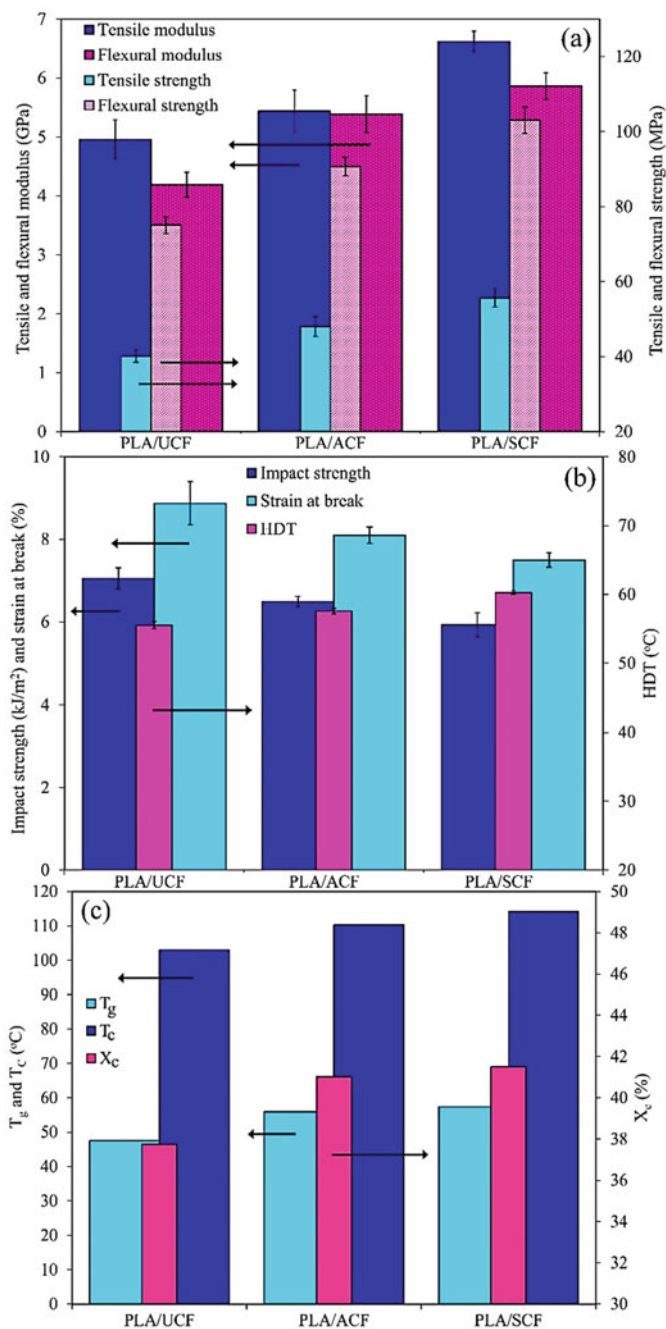 (a)
Tensile modulus
Flexural modulus
Tensile strength
Flexural strength
Tensile and flexural modulus (GPa)
7
6
5
4
3
2
1
0
Tensile and flexural strength (MPa)
120
100
80
60
40
20
PLA/UCF PLA/ACF PLA/SCF
(b)
Impact strength
Strain at break
HDT
Impact strength (kJ/m²) and strain at break (%)
10
8
6
4
2
0
HDT (°C)
80
70
60
50
40
30
20
PLA/UCF PLA/ACF PLA/SCF
(c)
Tg
Tc
Xc
Tg and TC (°C)
120
110
100
90
80
70
60
50
40
30
20
10
0
Xc (%)
50
48
46
44
42
40
38
36
34
32
30
PLA/UCF PLA/ACF PLA/SCF